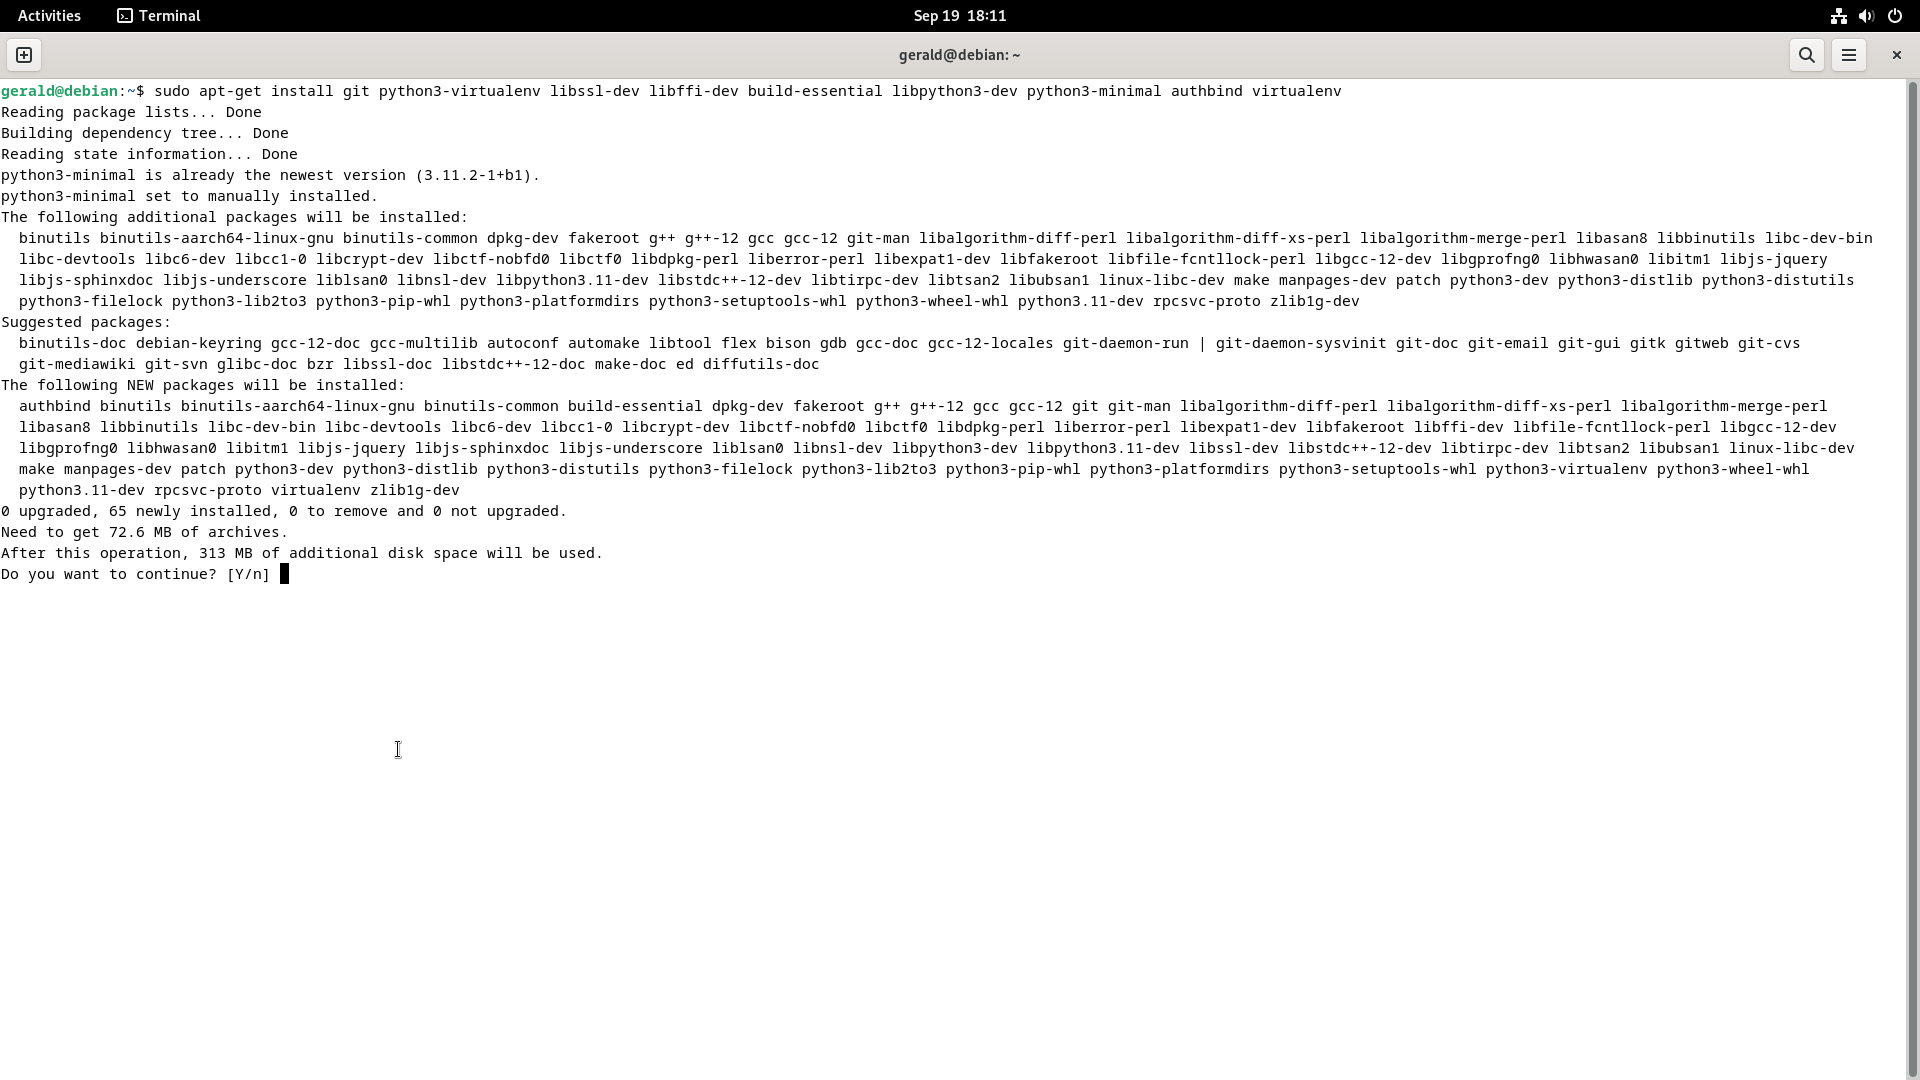 Activities Terminal Sep 19 18:11
gerald@debian: ~
gerald@debian:~$ sudo apt-get install git python3-virtualenv libssl-dev libffi-dev build-essential libpython3-dev python3-minimal authbind virtualenv
Reading package lists... Done
Building dependency tree... Done
Reading state information... Done
python3-minimal is already the newest version (3.11.2-1+b1).
python3-minimal set to manually installed.
The following additional packages will be installed:
  binutils binutils-aarch64-linux-gnu binutils-common dpkg-dev fakeroot g++ g++-12 gcc gcc-12 git-man libalgorithm-diff-perl libalgorithm-diff-xs-perl libalgorithm-merge-perl libasan8 libbinutils libc-dev-bin
  libc-devtools libc6-dev libcc1-0 libcrypt-dev libctf-nobfd0 libctf0 libdpkg-perl liberror-perl libexpat1-dev libfakeroot libfile-fcntllock-perl libgcc-12-dev libgprofng0 libhwasan0 libitm1 libjs-jquery
  libjs-sphinxdoc libjs-underscore liblsan0 libnsl-dev libpython3.11-dev libstdc++-12-dev libtirpc-dev libtsan2 libubsan1 linux-libc-dev make manpages-dev patch python3-dev python3-distlib python3-distutils
  python3-filelock python3-lib2to3 python3-pip-whl python3-platformdirs python3-setuptools-whl python3-wheel-whl python3.11-dev rpcsvc-proto zlib1g-dev
Suggested packages:
  binutils-doc debian-keyring gcc-12-doc gcc-multilib autoconf automake libtool flex bison gdb gcc-doc gcc-12-locales git-daemon-run | git-daemon-sysvinit git-doc git-email git-gui gitk gitweb git-cvs
  git-mediawiki git-svn glibc-doc bzr libssl-doc libstdc++-12-doc make-doc ed diffutils-doc
The following NEW packages will be installed:
  authbind binutils binutils-aarch64-linux-gnu binutils-common build-essential dpkg-dev fakeroot g++ g++-12 gcc gcc-12 git git-man libalgorithm-diff-perl libalgorithm-diff-xs-perl libalgorithm-merge-perl
  libasan8 libbinutils libc-dev-bin libc-devtools libc6-dev libcc1-0 libcrypt-dev libctf-nobfd0 libctf0 libdpkg-perl liberror-perl libexpat1-dev libfakeroot libffi-dev libfile-fcntllock-perl libgcc-12-dev
  libgprofng0 libhwasan0 libitm1 libjs-jquery libjs-sphinxdoc libjs-underscore liblsan0 libnsl-dev libpython3-dev libpython3.11-dev libssl-dev libstdc++-12-dev libtirpc-dev libtsan2 libubsan1 linux-libc-dev
  make manpages-dev patch python3-dev python3-distlib python3-distutils python3-filelock python3-lib2to3 python3-pip-whl python3-platformdirs python3-setuptools-whl python3-virtualenv python3-wheel-whl
  python3.11-dev rpcsvc-proto virtualenv zlib1g-dev
0 upgraded, 65 newly installed, 0 to remove and 0 not upgraded.
Need to get 72.6 MB of archives.
After this operation, 313 MB of additional disk space will be used.
Do you want to continue? [Y/n]